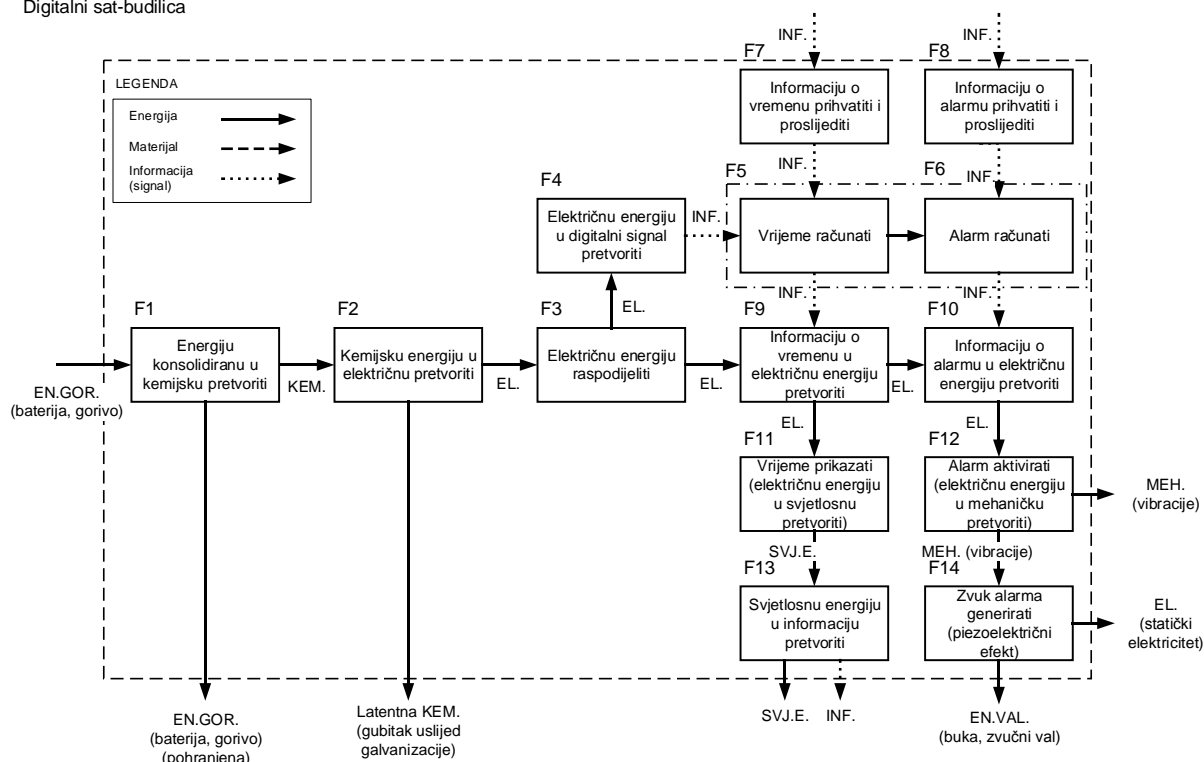 Digitalni sat-budilica
LEGENDA
Energija
Materijal
Informacija
(signal)
INF.
INF.
F7
Informaciju o
vremenu prihvatiti i
proslijediti
F8
Informaciju o
alarmu prihvatiti i
proslijediti
INF.
INF.
F4
Električnu energiju
u digitalni signal
pretvoriti
INF.
F5
Vrijeme računati
F6
Alarm računati
EL.
INF.
INF.
F1
Energiju
konsolidiranu u
kemijsku pretvoriti
EN.GOR.
(baterija, gorivo)
KEM.
F2
Kemijsku energiju u
električnu pretvoriti
EL.
F3
Električnu energiju
raspodijeliti
EL.
F9
Informaciju o
vremenu u
električnu energiju
pretvoriti
EL.
F10
Informaciju o
alarmu u električnu
energiju pretvoriti
EL.
EL.
F11
Vrijeme prikazati
(električnu energiju
u svjetlosnu
pretvoriti)
F12
Alarm aktivirati
(električnu energiju
u mehaničku
pretvoriti)
MEH.
(vibracije)
SVJ.E.
MEH. (vibracije)
F13
Svjetlosnu energiju
u informaciju
pretvoriti
F14
Zvuk alarma
generirati
(piezoelektrični
efekt)
EL.
(statički
elektricitet)
EN.GOR.
(baterija, gorivo)
(pohranjena)
Latentna KEM.
(gubitak uslijed
galvanizacije)
SVJ.E.
INF.
EN.VAL.
(buka, zvučni val)